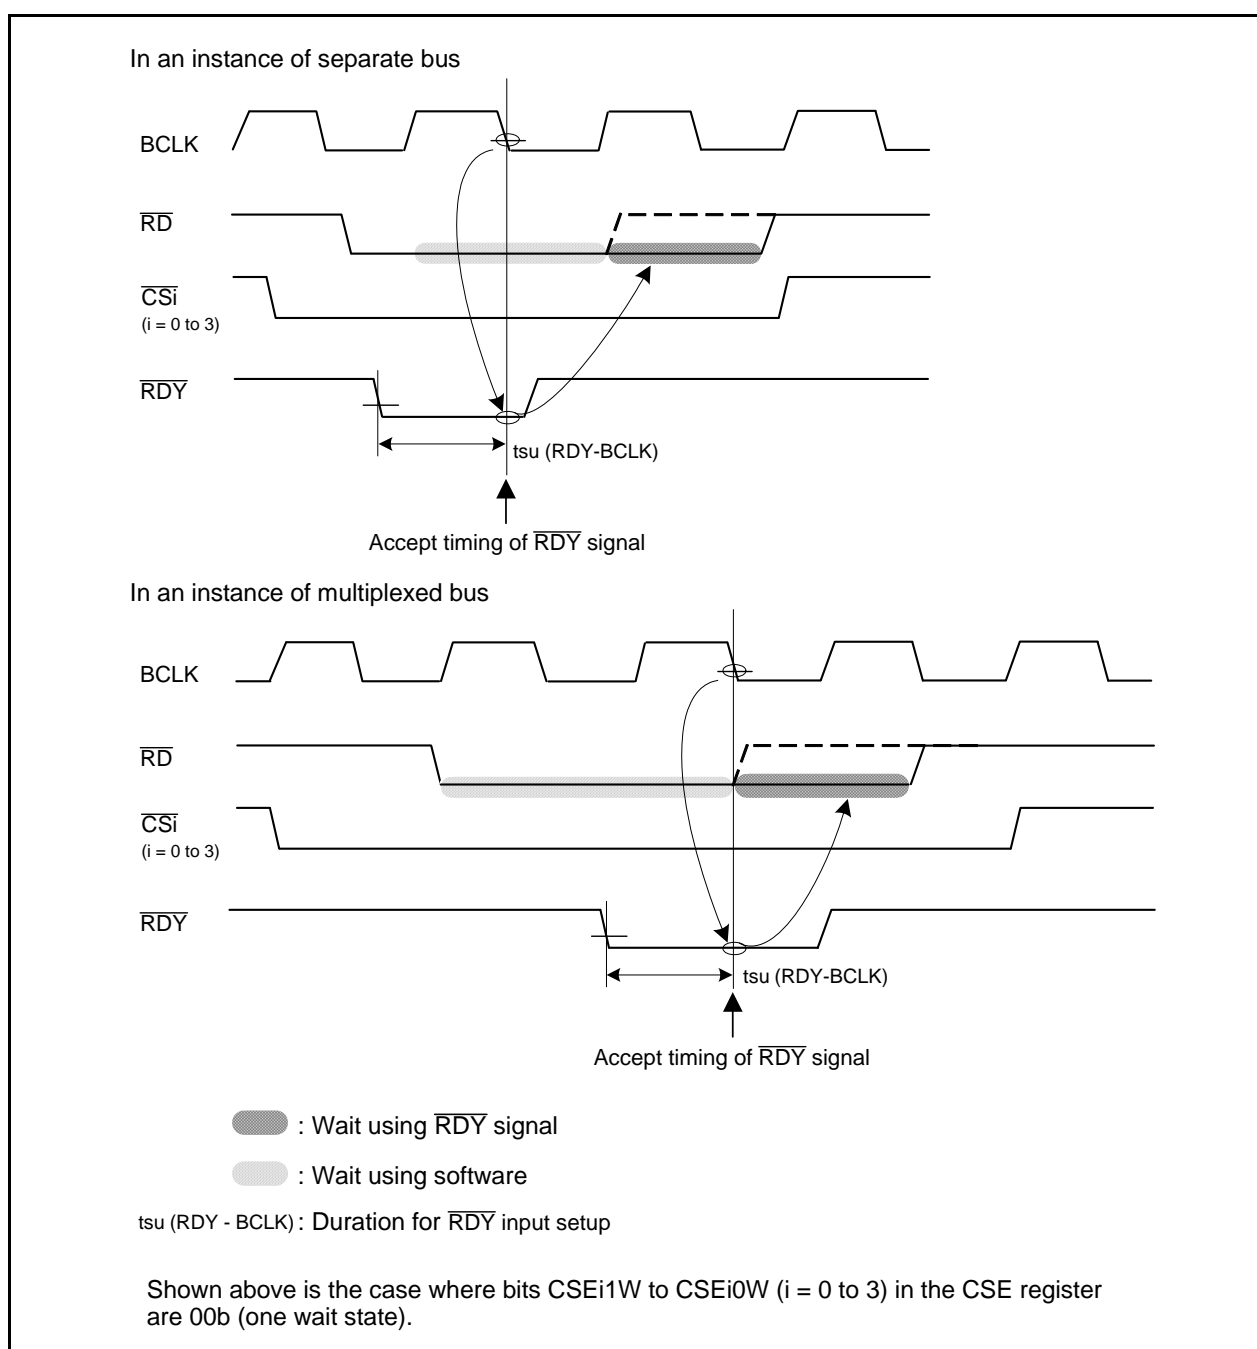 In an instance of separate bus
BCLK
RD
CSi
(i = 0 to 3)
RDY
tsu (RDY-BCLK)
Accept timing of RDY signal
In an instance of multiplexed bus
BCLK
RD
CSi
(i = 0 to 3)
RDY
tsu (RDY-BCLK)
Accept timing of RDY signal
: Wait using RDY signal
: Wait using software
tsu (RDY - BCLK) : Duration for RDY input setup
Shown above is the case where bits CSEi1W to CSEi0W (i = 0 to 3) in the CSE register
are 00b (one wait state).